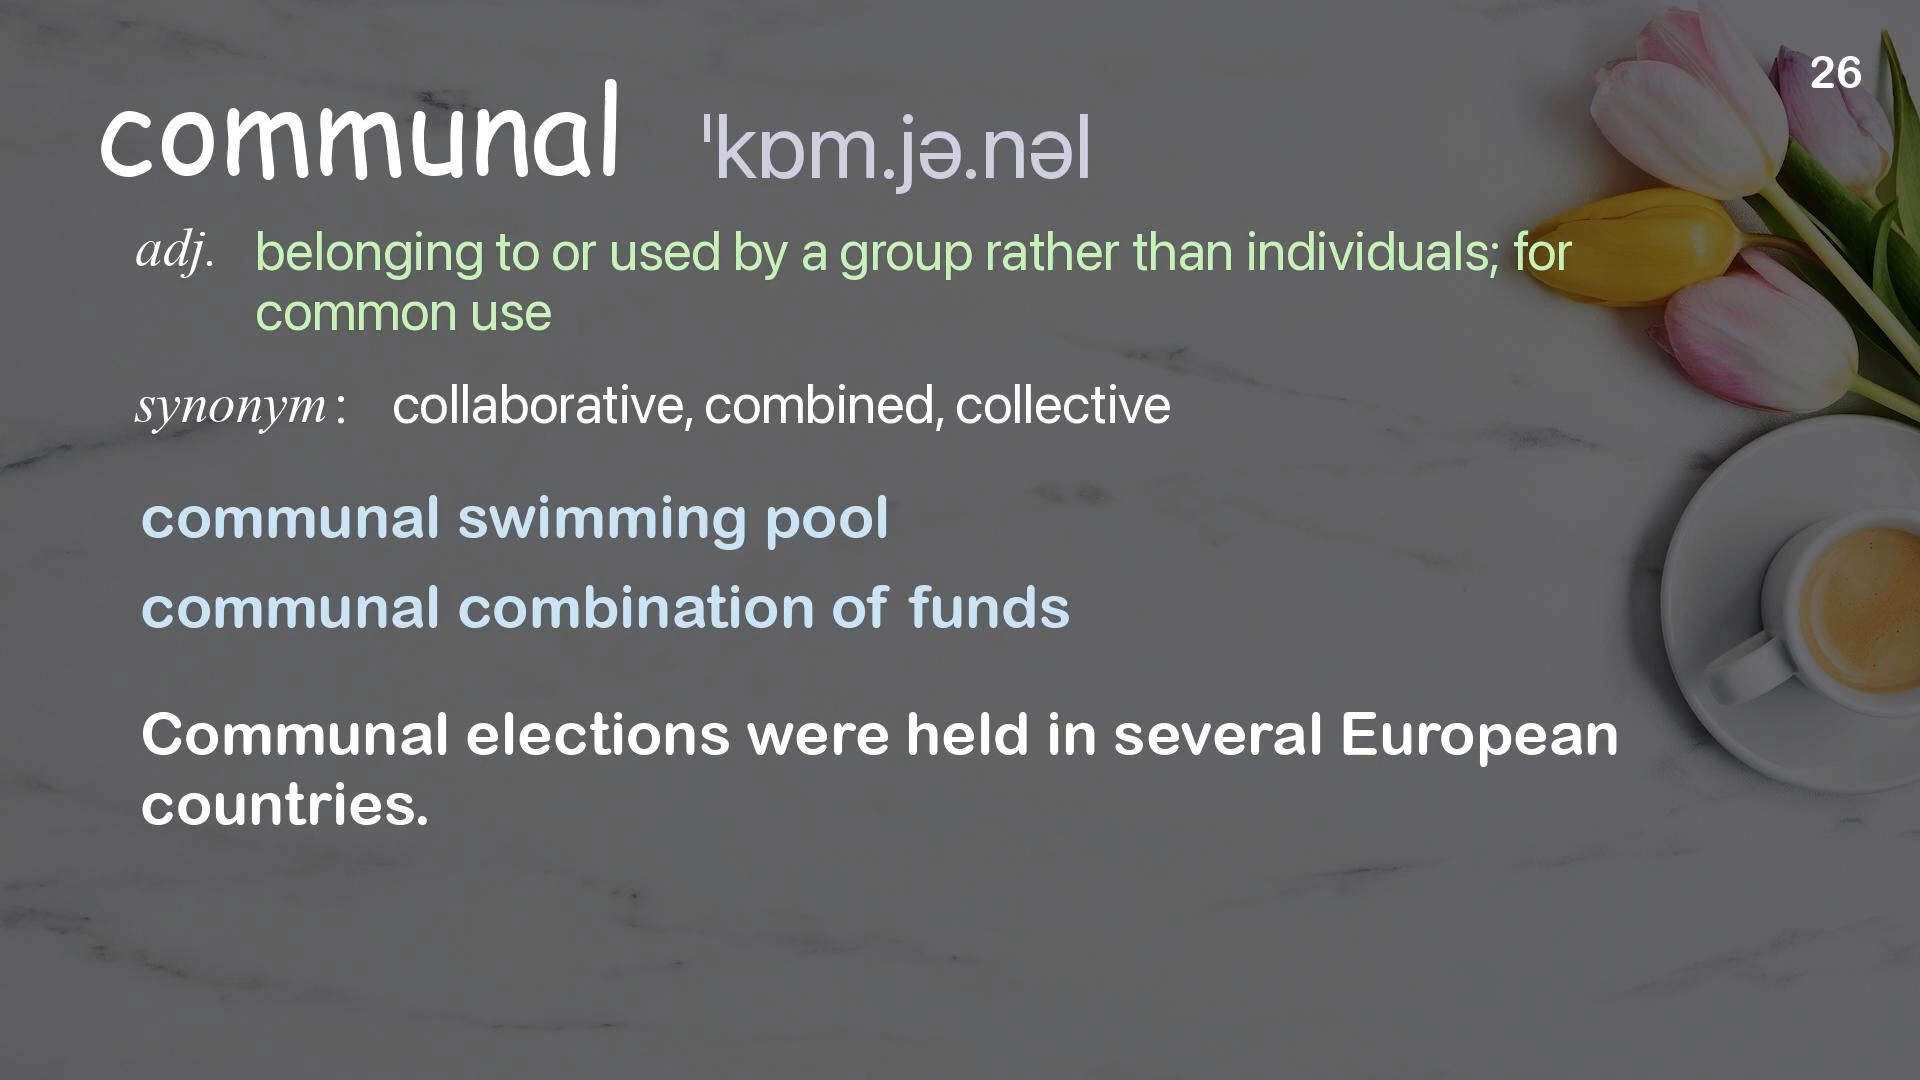 26
communal ˈkɒm.jə.nəl
adj. belonging to or used by a group rather than individuals; for
common use
synonym : collaborative, combined, collective
communal swimming pool
communal combination of funds
Communal elections were held in several European
countries.